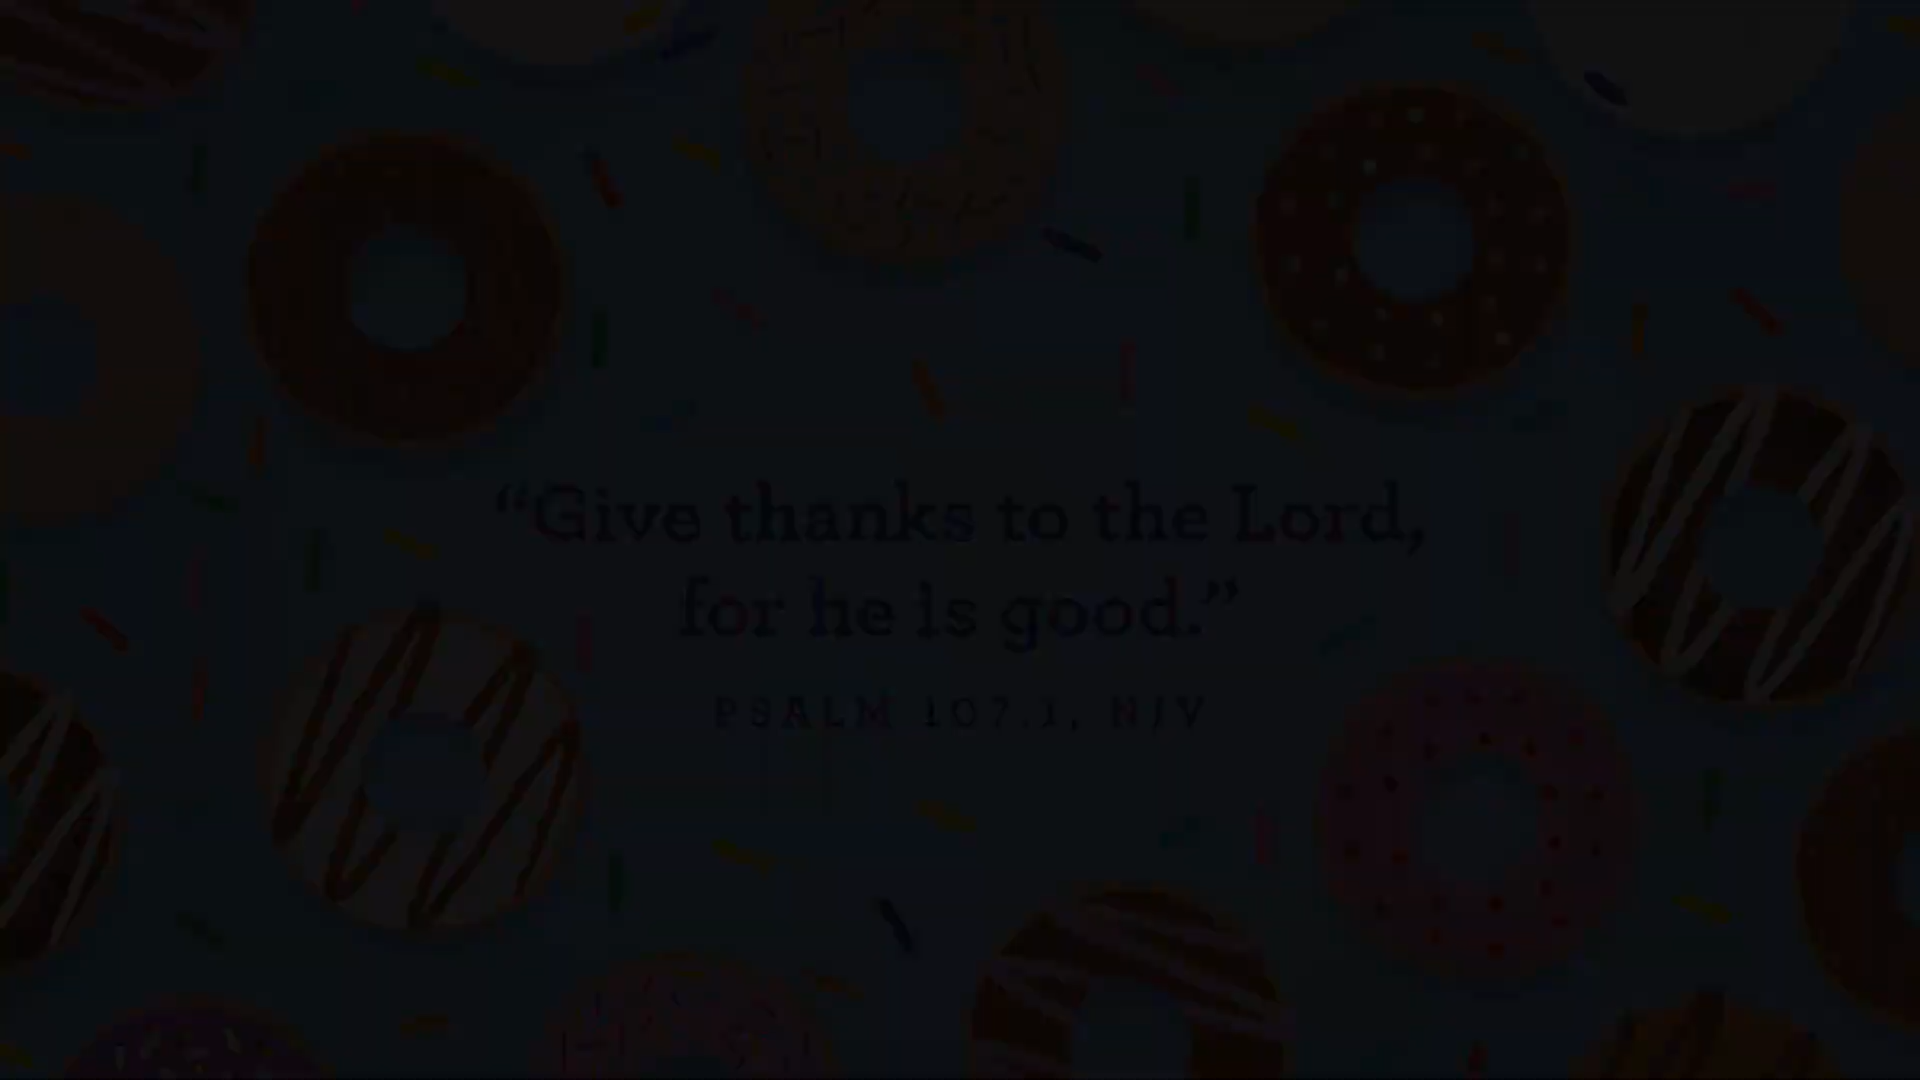 “Give thanks to the Lord,
for he is good.”
PSALM 107:1, NIV